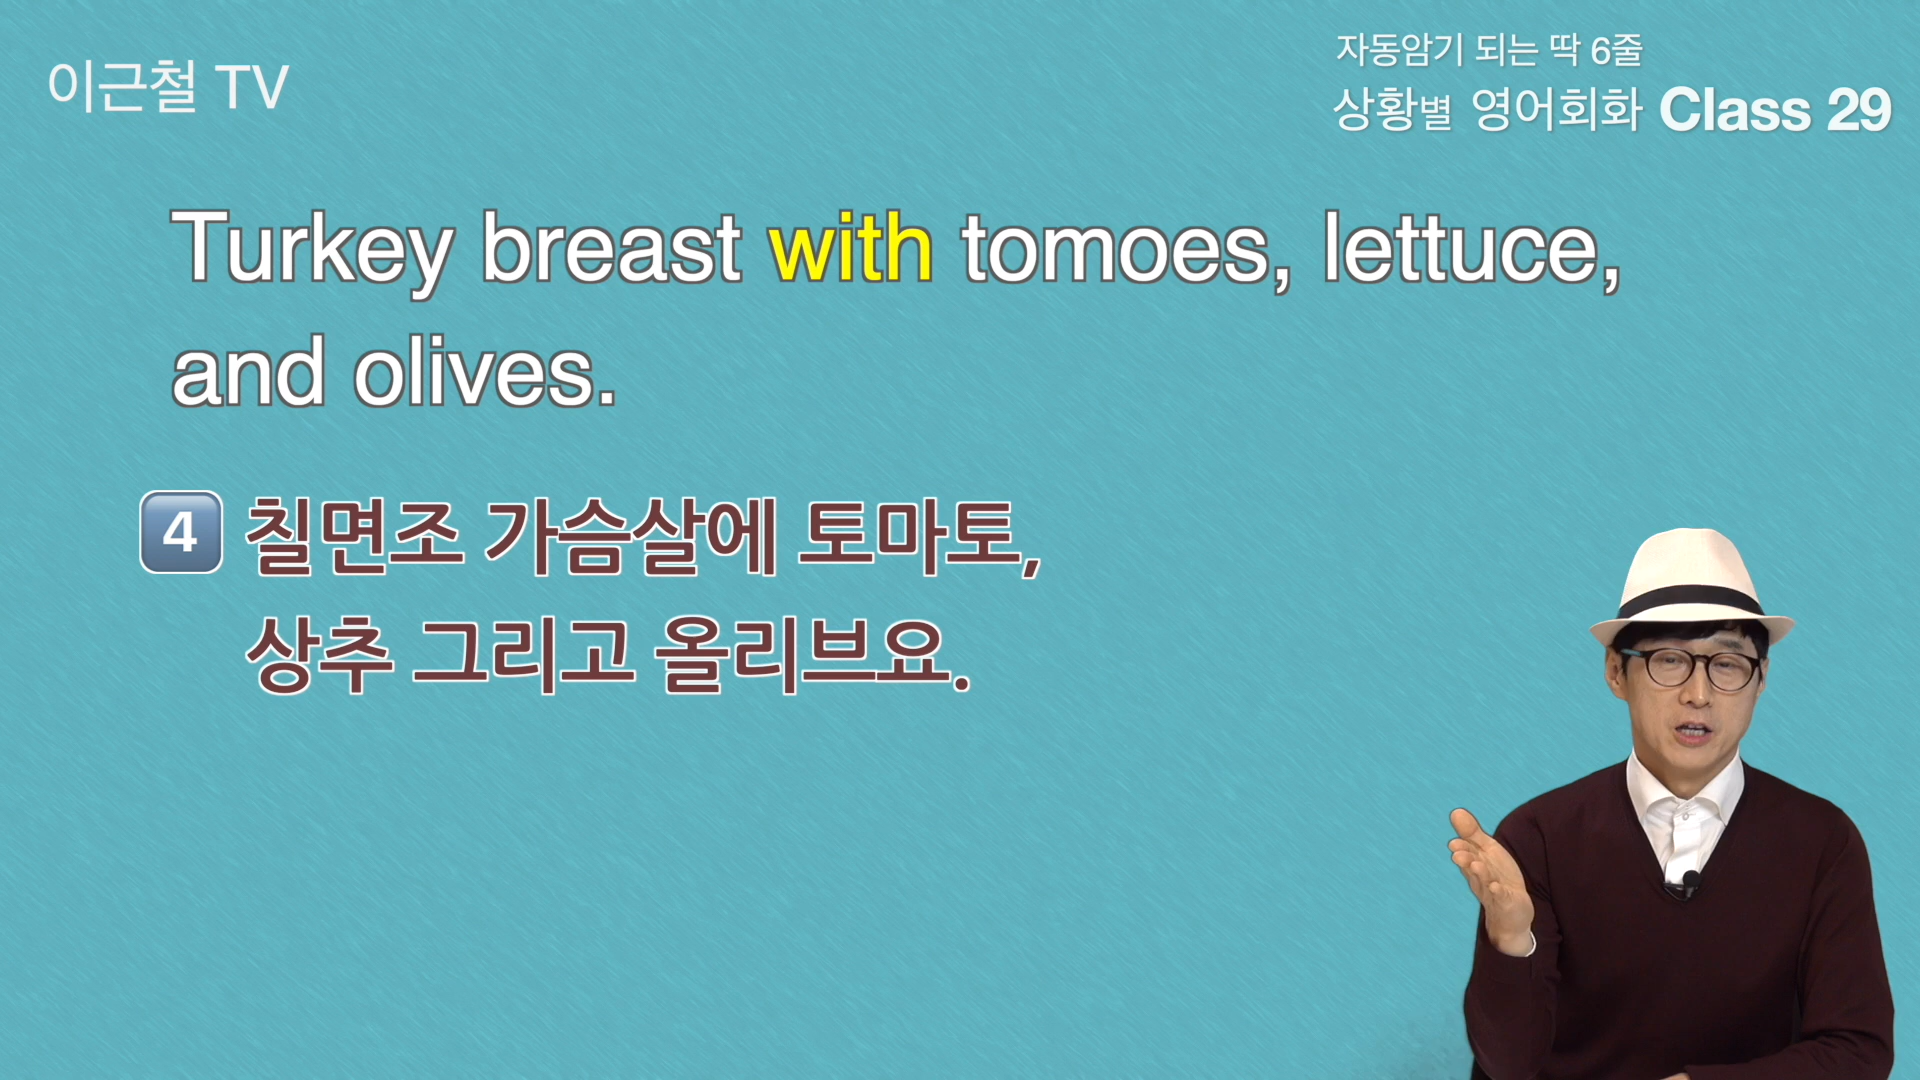 이근철 TV
자동암기 되는 딱 6줄
상황별 영어회화 Class 29
Turkey breast with tomoes, lettuce,
and olives.
4 칠면조 가슴살에 토마토,
상추 그리고 올리브요.